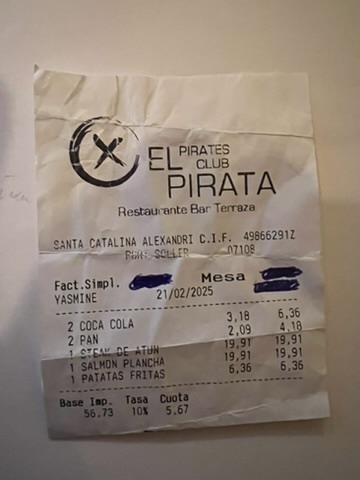 EL PIRATES CLUB
PIRATA
Restaurante Bar Terraza
SANTA CATALINA ALEXANDRI C.I.F. 49866291Z
PORT SOLLER 07108
Fact.Simpl. Mesa
YASMINE 21/02/2025
2 COCA COLA 3,18 6,36
2 PAN 2,09 4,18
1 STEAK DE ATUN 19,91 19,91
1 SALMON PLANCHA 19,91 19,91
1 PATATAS FRITAS 6,36 6,36
Base Imp. Tasa Cuota
56,73 10% 5,67